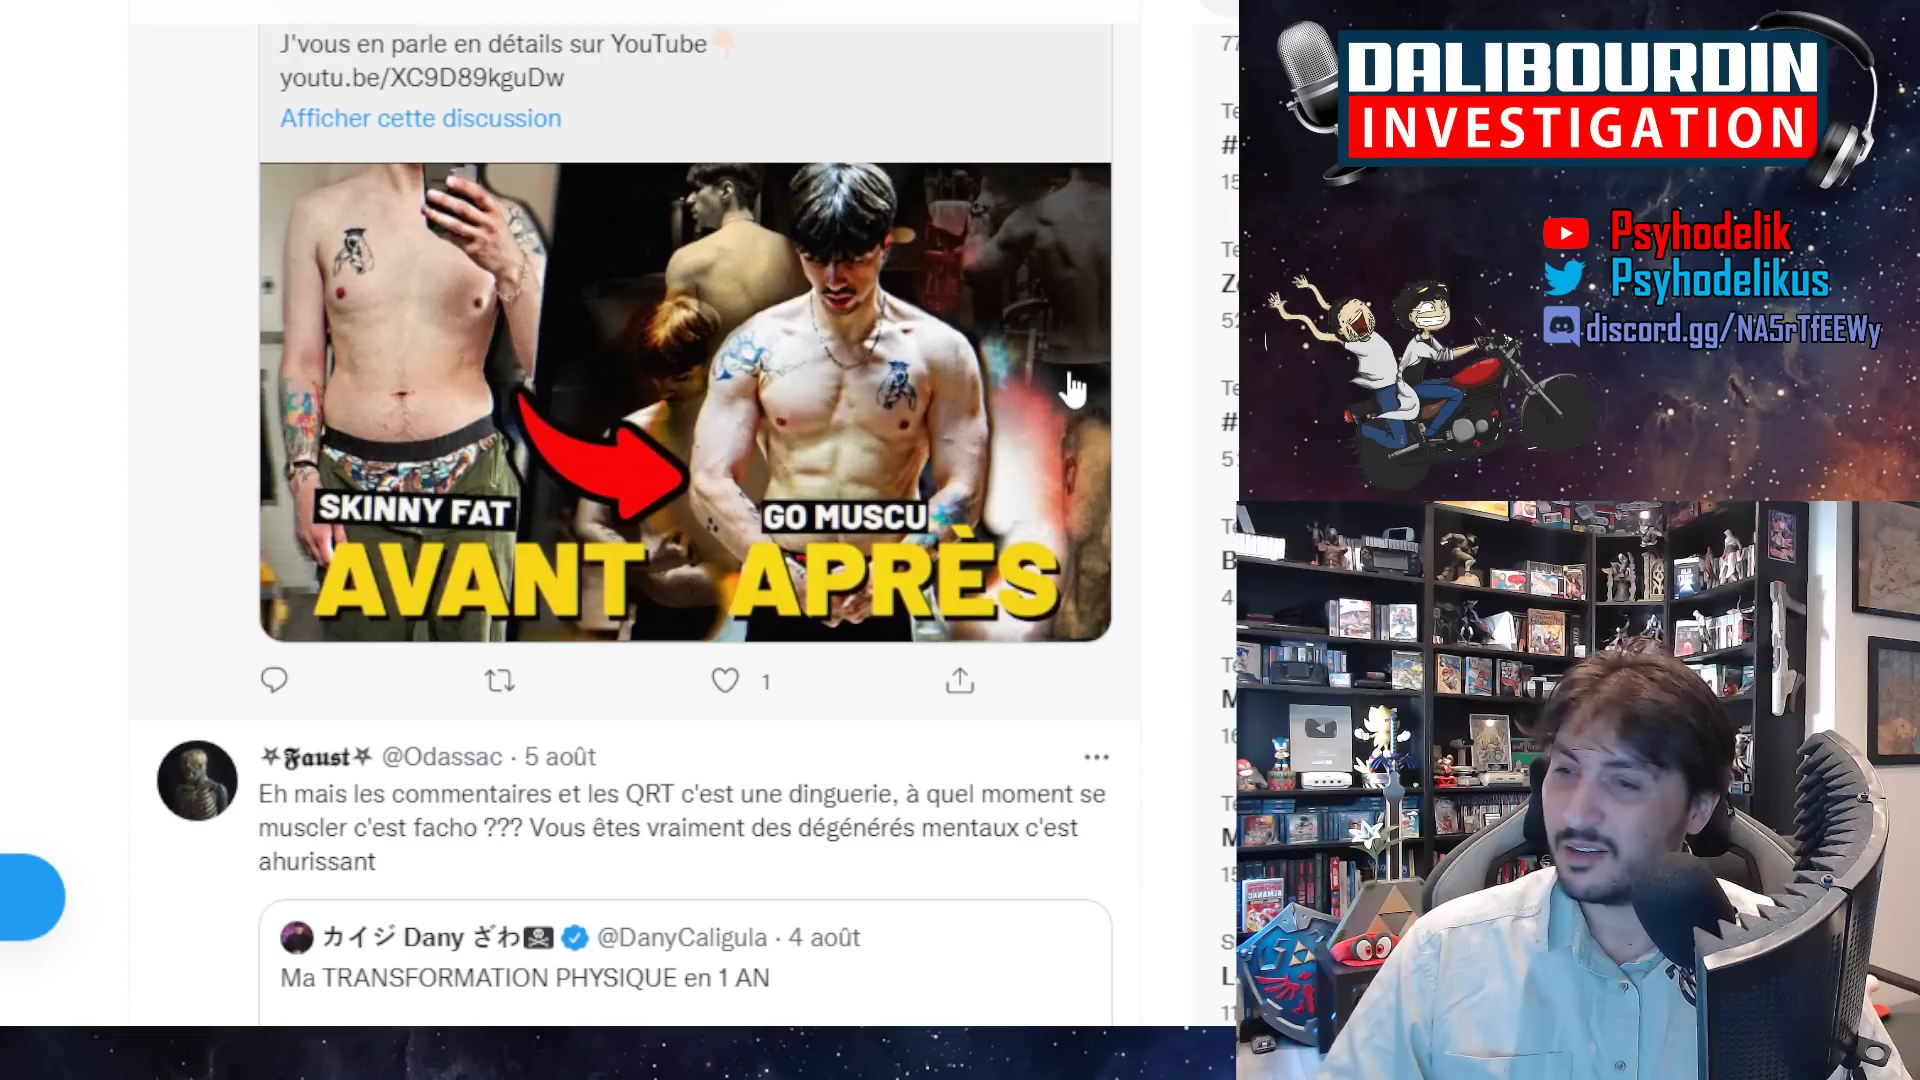 J'vous en parle en détails sur YouTube👇🏻
youtu.be/XC9D89kguDw
Afficher cette discussion
SKINNY FAT
AVANT
GO MUSCU
APRÈS
1
⛧𝕱𝖆𝖚𝖘𝖙⛧ @Odassac · 5 août
Eh mais les commentaires et les QRT c'est une dinguerie, à quel moment se
muscler c'est facho ??? Vous êtes vraiment des dégénérés mentaux c'est
ahurissant
カイジ Dany ざわ🏴‍☠️ @DanyCaligula · 4 août
Ma TRANSFORMATION PHYSIQUE en 1 AN
DALIBOURDIN
INVESTIGATION
Psyhodelik
Psyhodelikus
discord.gg/NA5rTfEEWy